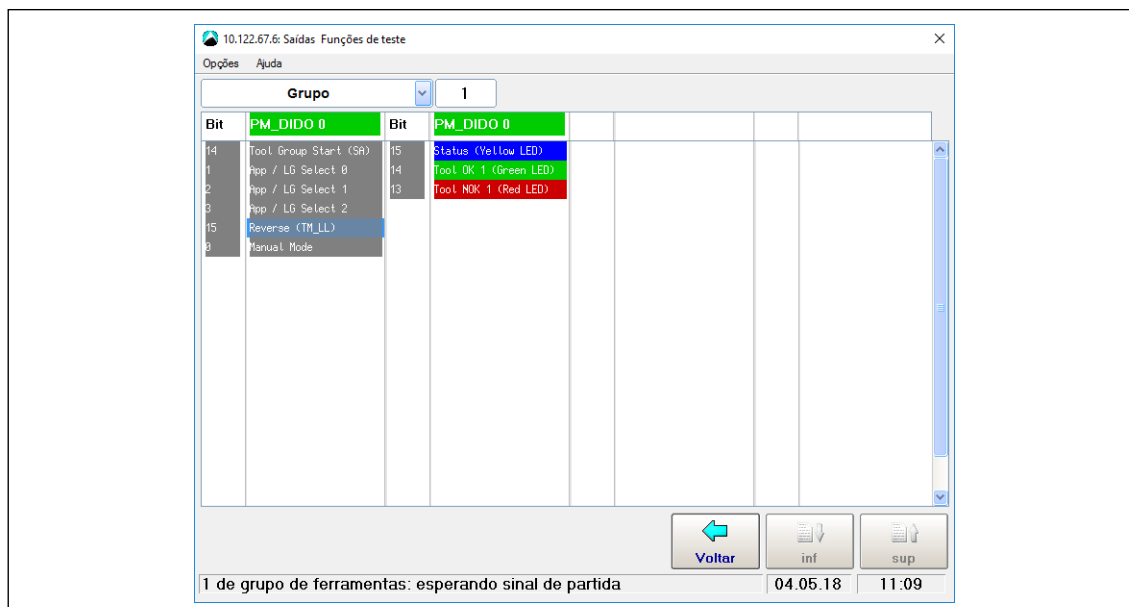 10.122.67.6: Saídas Funções de teste
Opções Ajuda
Grupo 1
Bit PM_DIDO 0 Bit PM_DIDO 0
14 Tool Group Start (SA) 15 Status (Yellow LED)
1 App / LG Select 0 14 Tool OK 1 (Green LED)
2 App / LG Select 1 13 Tool NOK 1 (Red LED)
3 App / LG Select 2
15 Reverse (TM_LL)
0 Manual Mode
Voltar inf sup
1 de grupo de ferramentas: esperando sinal de partida 04.05.18 11:09